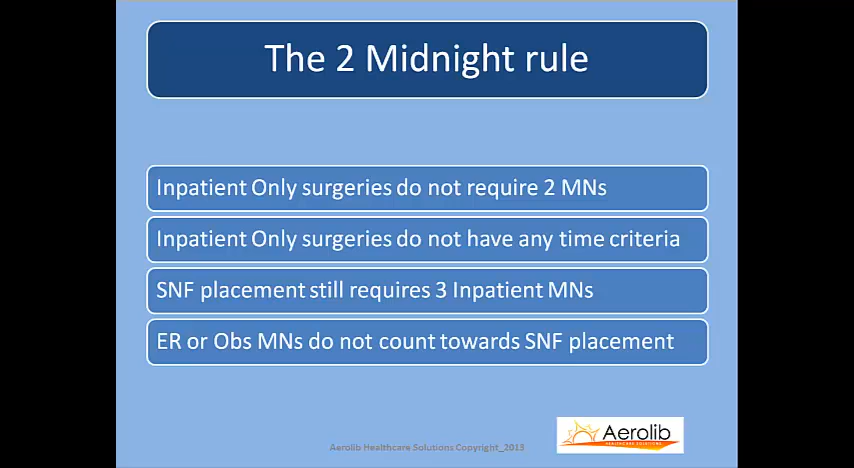 The 2 Midnight rule
Inpatient Only surgeries do not require 2 MNs
Inpatient Only surgeries do not have any time criteria
SNF placement still requires 3 Inpatient MNs
ER or Obs MNs do not count towards SNF placement
Aerolib Healthcare Solutions Copyright_2013
Aerolib
HEALTHCARE SOLUTIONS